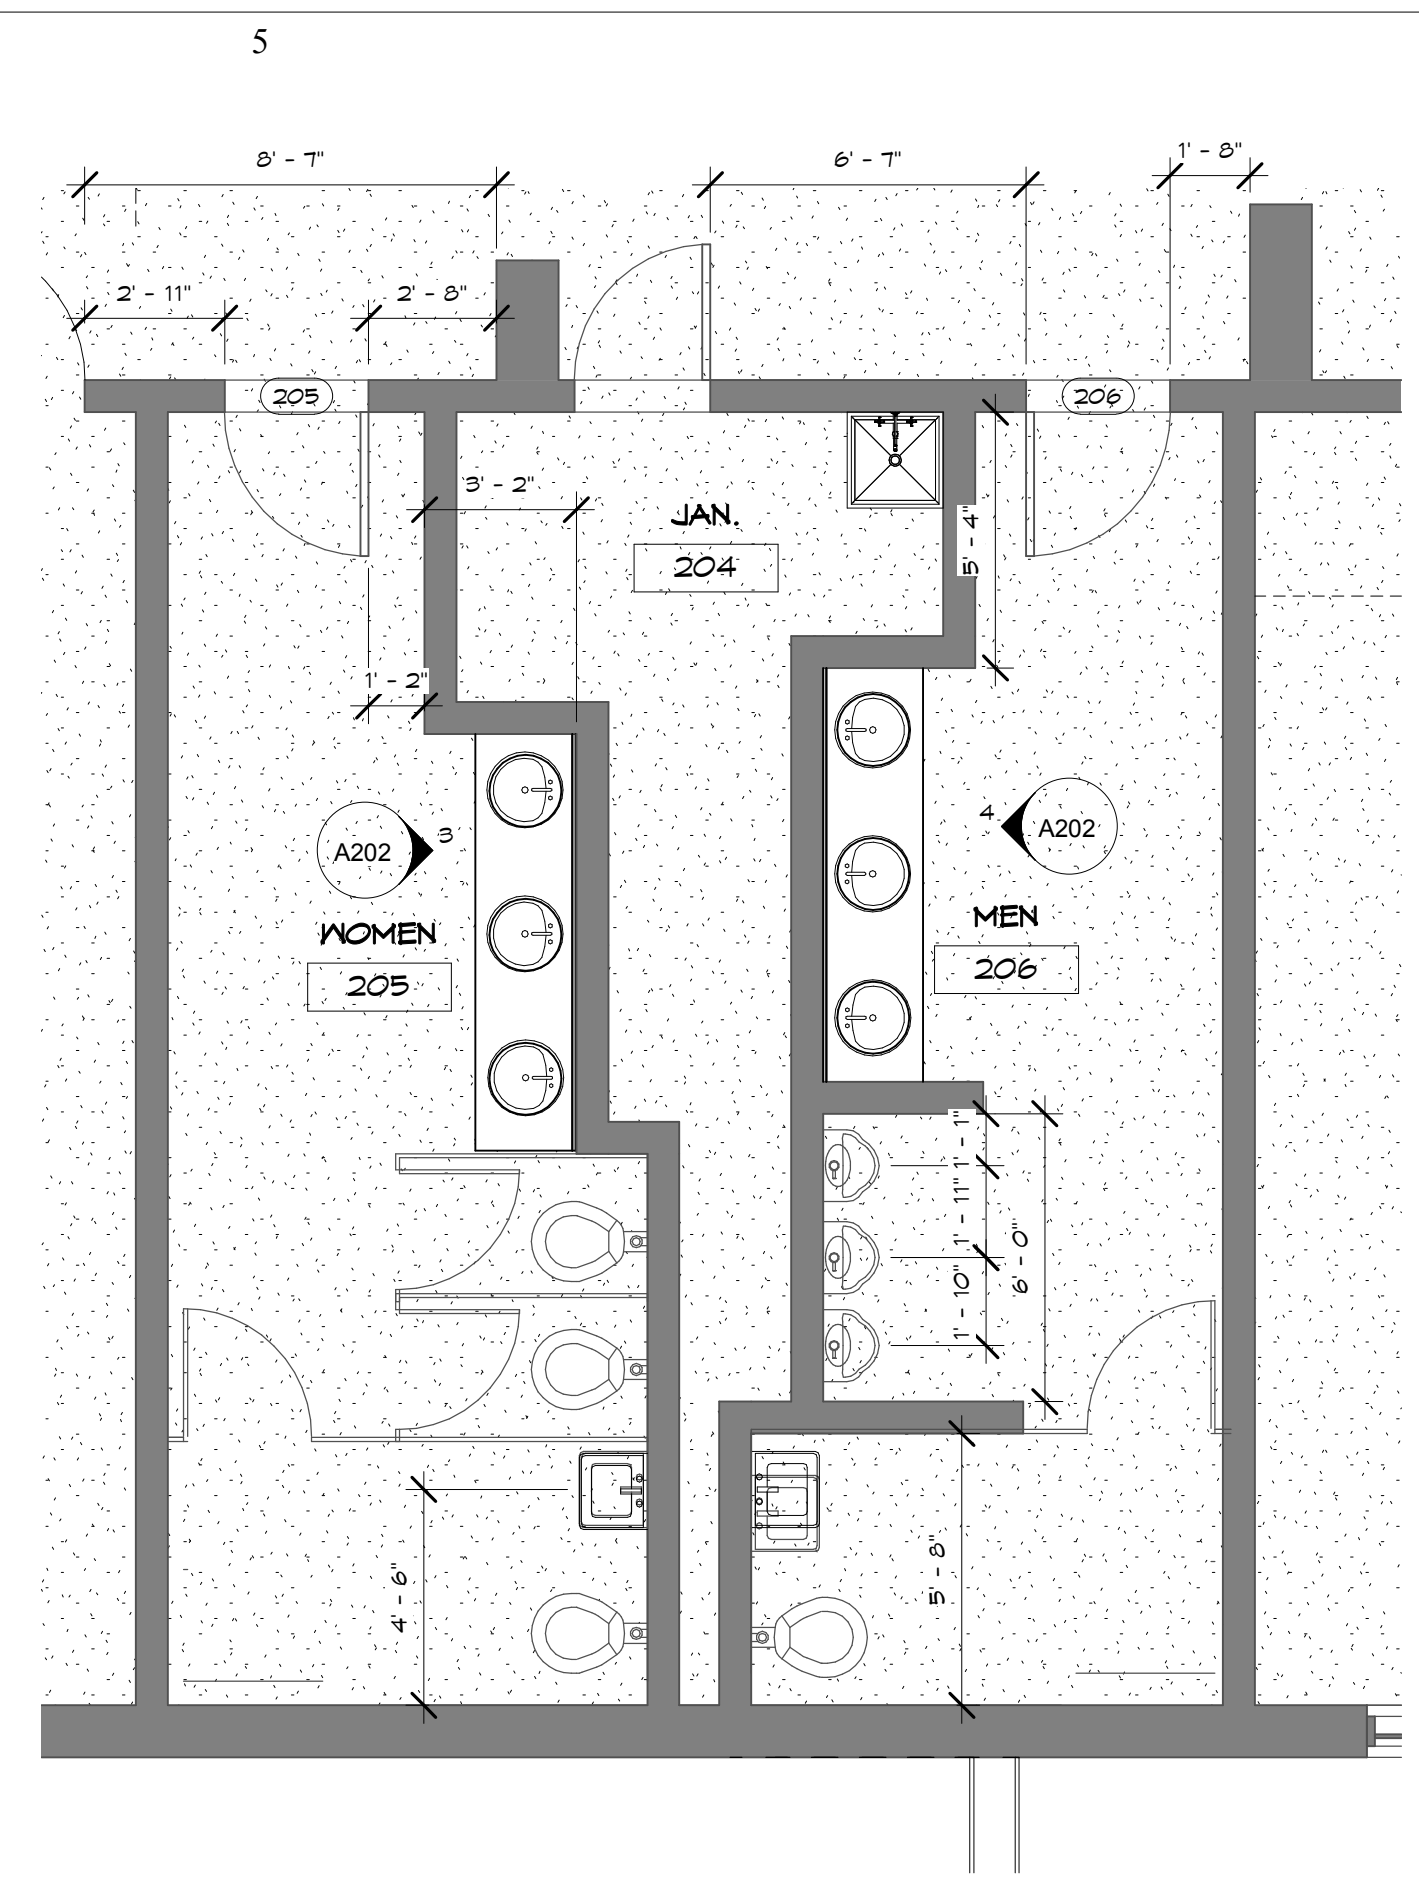 5
8' - 7"
6' - 7"
1' - 8"
2' - 11"
2' - 8"
205
206
3' - 2"
JAN.
204
5' - 4"
1' - 2"
A202
3
4
A202
WOMEN
205
MEN
206
1' - 1"
1' - 11"
1' - 10"
6' - 0"
4' - 6"
5' - 8"